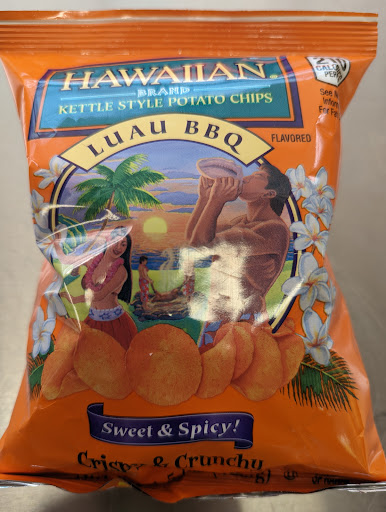 HAWAIIAN
BRAND
KETTLE STYLE POTATO CHIPS
LUAU BBQ
FLAVORED
Sweet & Spicy!
Crispy & Crunchy